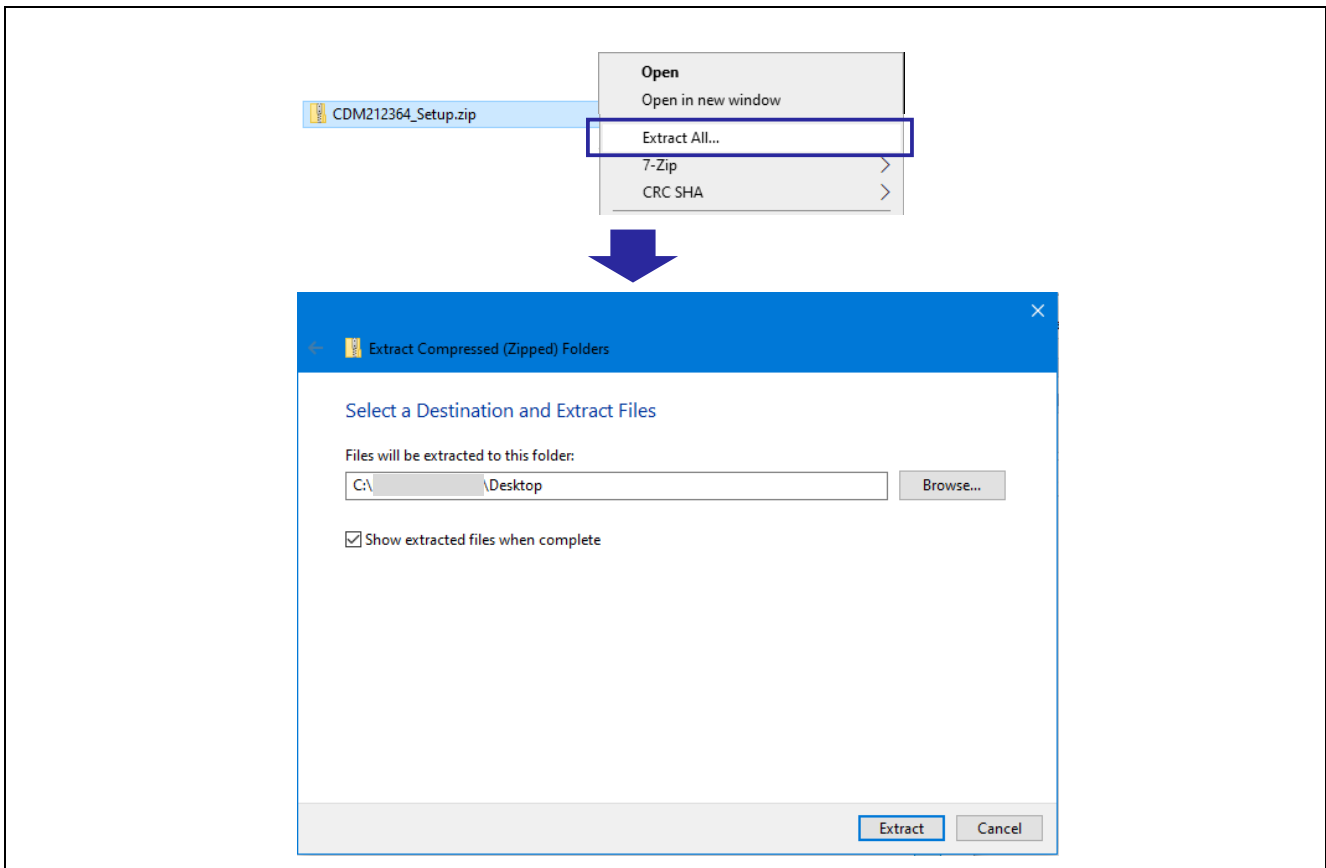 Open
Open in new window
CDM212364_Setup.zip
Extract All...
7-Zip
CRC SHA
Extract Compressed (Zipped) Folders
Select a Destination and Extract Files
Files will be extracted to this folder:
C:\ \Desktop
Browse...
Show extracted files when complete
Extract
Cancel